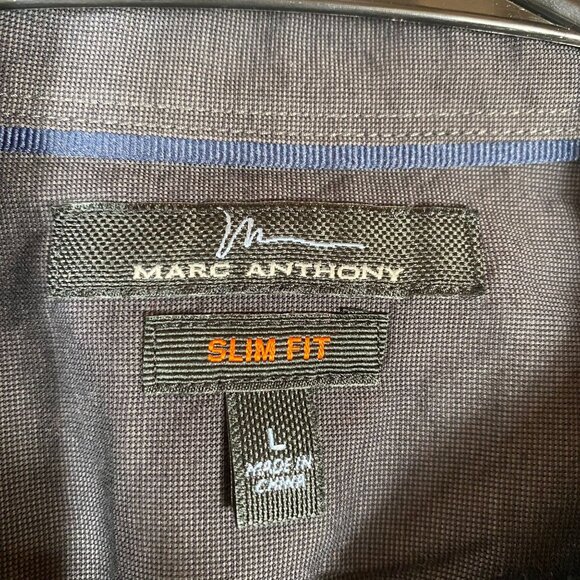 MARC ANTHONY
SLIM FIT
L
MADE IN
CHINA